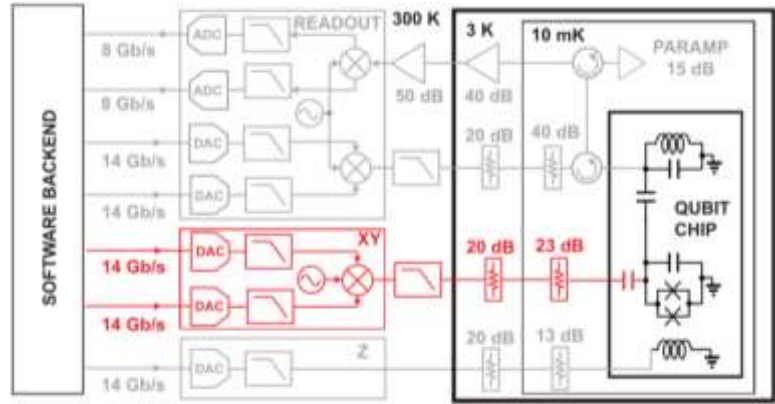 SOFTWARE BACKEND
READOUT
300 K
3 K
10 mK
PARAMP
15 dB
8 Gb/s
ADC
50 dB
40 dB
8 Gb/s
ADC
20 dB
40 dB
14 Gb/s
DAC
14 Gb/s
DAC
QUBIT
CHIP
XY
14 Gb/s
DAC
20 dB
23 dB
14 Gb/s
DAC
Z
20 dB
13 dB
14 Gb/s
DAC